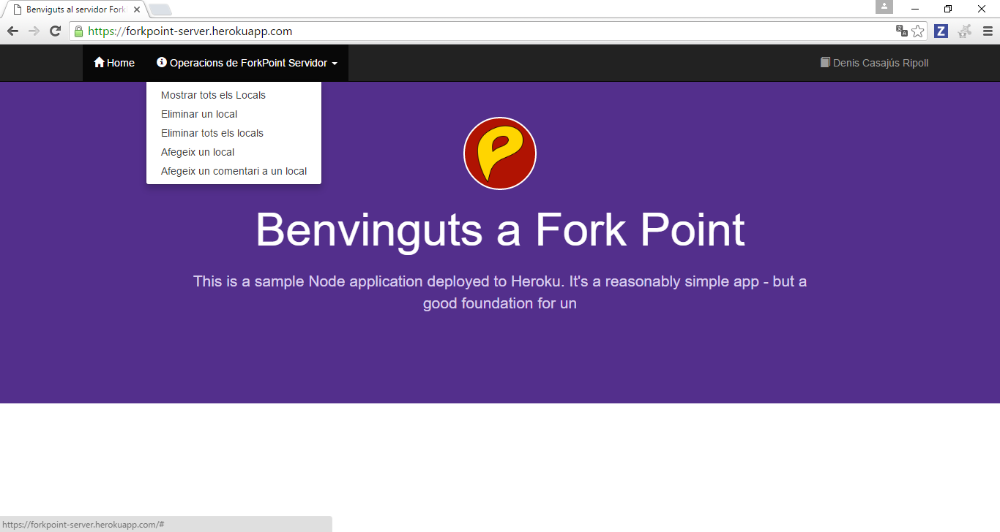 Benviguts al servidor Fork
https://forkpoint-server.herokuapp.com
Home
Operacions de ForkPoint Servidor
Denis Casajús Ripoll
Mostrar tots els Locals
Eliminar un local
Eliminar tots els locals
Afegeix un local
Afegeix un comentari a un local
Benvinguts a Fork Point
This is a sample Node application deployed to Heroku. It's a reasonably simple app - but a
good foundation for un
https://forkpoint-server.herokuapp.com/#